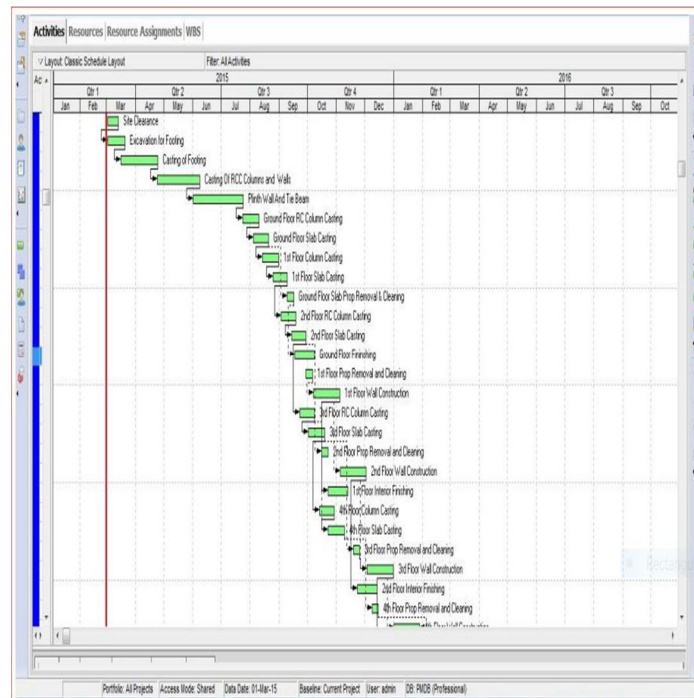 Activities Resources Resource Assignments WBS
Layout: Classic Schedule Layout Filter: All Activities
2015 2016
Qtr 1 Qtr 2 Qtr 3 Qtr 4 Qtr 1 Qtr 2 Qtr 3
Jan Feb Mar Apr May Jun Jul Aug Sep Oct Nov Dec Jan Feb Mar Apr May Jun Jul Aug Sep Oct
Site Clearance
Excavation for Footing
Casting of Footing
Casting Of RCC Columns and Walls
Plinth Wall And Tie Beam
Ground Floor RC Column Casting
Ground Floor Slab Casting
1st Floor Column Casting
1st Floor Slab Casting
Ground Floor Slab Prop Removal & Cleaning
2nd Floor RC Column Casting
2nd Floor Slab Casting
Ground Floor Fininshing
1st Floor Prop Removal and Cleaning
1st Floor Wall Construction
3rd Floor RC Column Casting
3rd Floor Slab Casting
2nd Floor Prop Removal and Cleaning
2nd Floor Wall Construction
1st Floor Interior Finishing
4th Floor Column Casting
4th Floor Slab Casting
3rd Floor Prop Removal and Cleaning
3rd Floor Wall Construction
2dd Floor Interior Finishing
4th Floor Prop Removal and Cleaning
Portfolio: All Projects Access Mode: Shared Data Date: 01-Mar-15 Baseline: Current Project User: admin DB: PMDB (Professional)